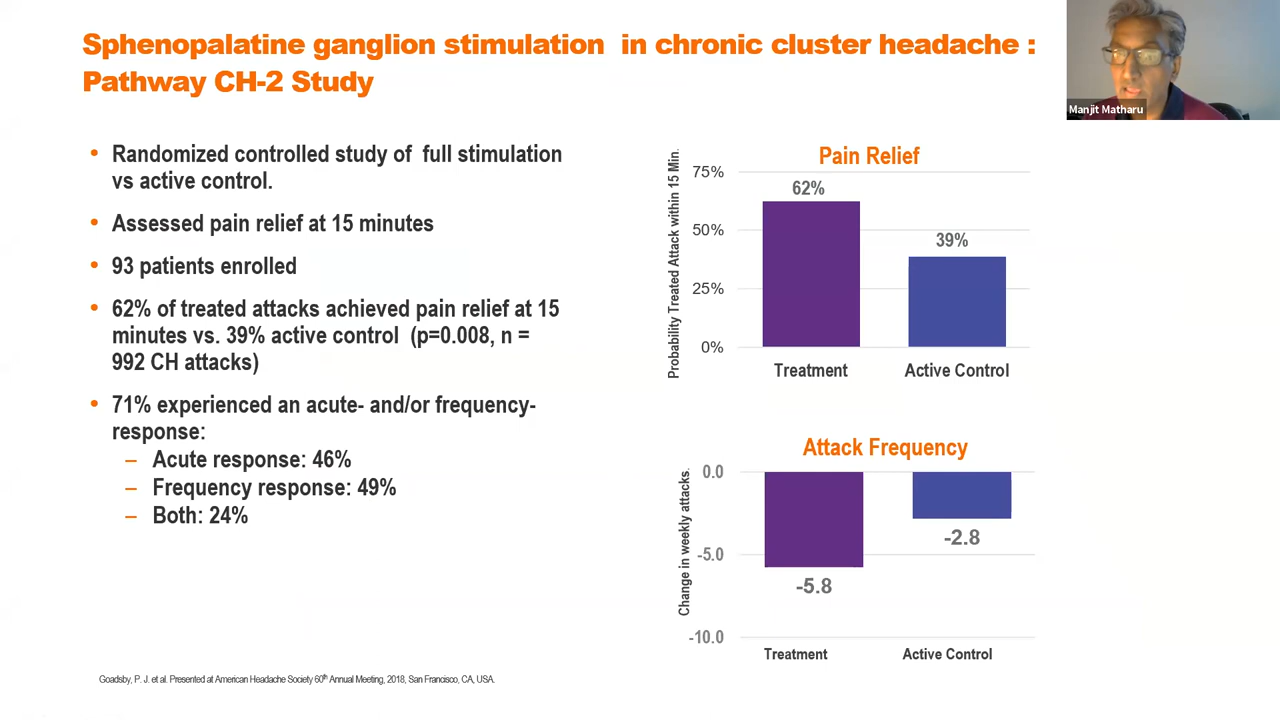 Sphenopalatine ganglion stimulation in chronic cluster headache :
Pathway CH-2 Study
Manjit Matharu
• Randomized controlled study of full stimulation
vs active control.
• Assessed pain relief at 15 minutes
• 93 patients enrolled
• 62% of treated attacks achieved pain relief at 15
minutes vs. 39% active control (p=0.008, n =
992 CH attacks)
• 71% experienced an acute- and/or frequency-
response:
– Acute response: 46%
– Frequency response: 49%
– Both: 24%
Pain Relief
Probability Treated Attack within 15 Min.
75%
50%
25%
0%
62%
39%
Treatment
Active Control
Attack Frequency
Change in weekly attacks.
0.0
-5.0
-10.0
-5.8
-2.8
Treatment
Active Control
Goadsby, P. J. et al. Presented at American Headache Society 60th Annual Meeting, 2018, San Francisco, CA, USA.